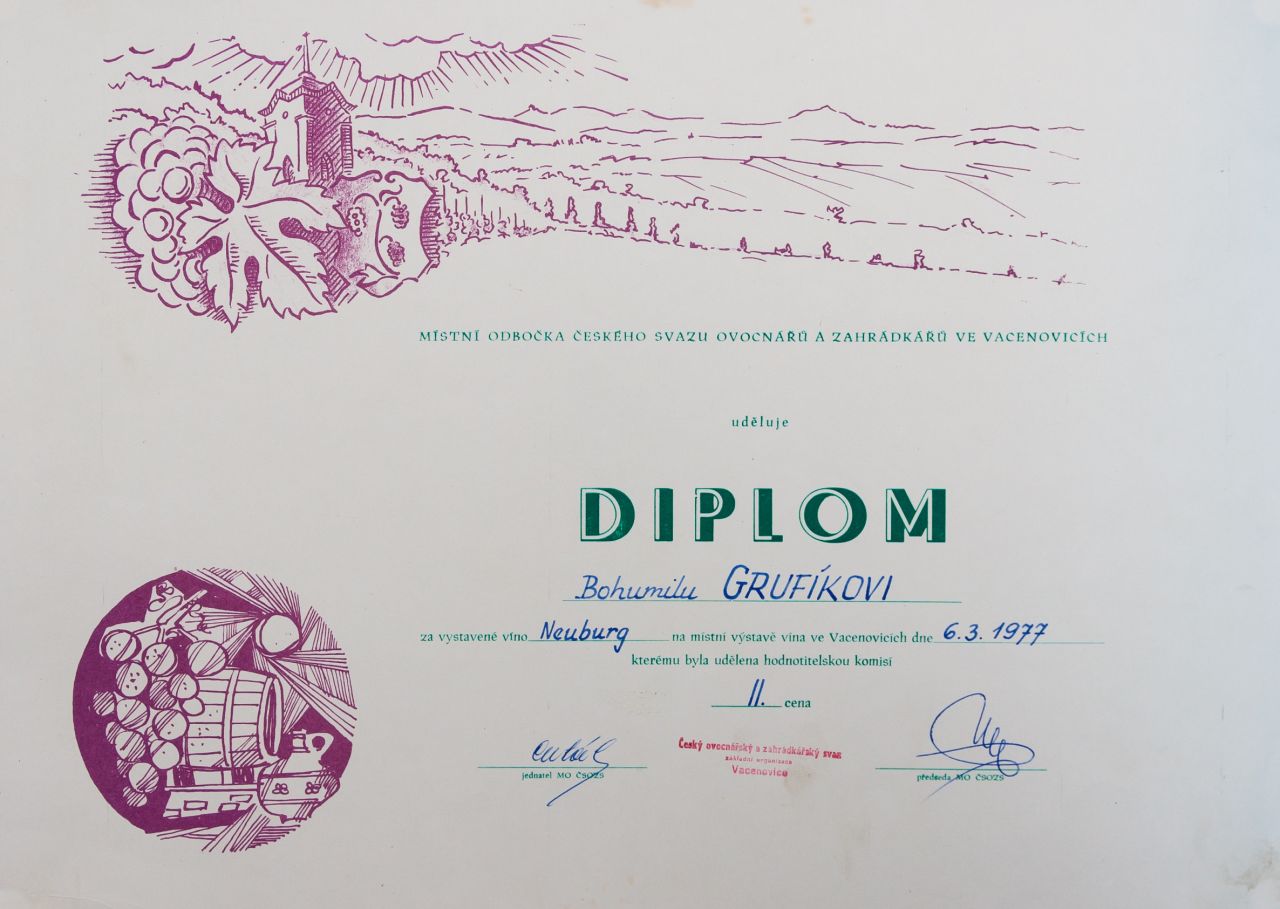 MÍSTNÍ ODBOČKA ČESKÉHO SVAZU OVOCNÁŘŮ A ZAHRÁDKÁŘŮ VE VACENOVICÍCH
uděluje
DIPLOM
Bohumilu GRUFÍKOVI
za vystavené víno Neuburg na místní výstavě vína ve Vacenovicích dne 6.3. 1977
kterému byla udělena hodnotitelskou komisí
II. cena
Český ovocnářský a zahrádkářský svaz
základní organizace
Vacenovice
jednatel MO ČSOZS
předseda MO ČSOZS